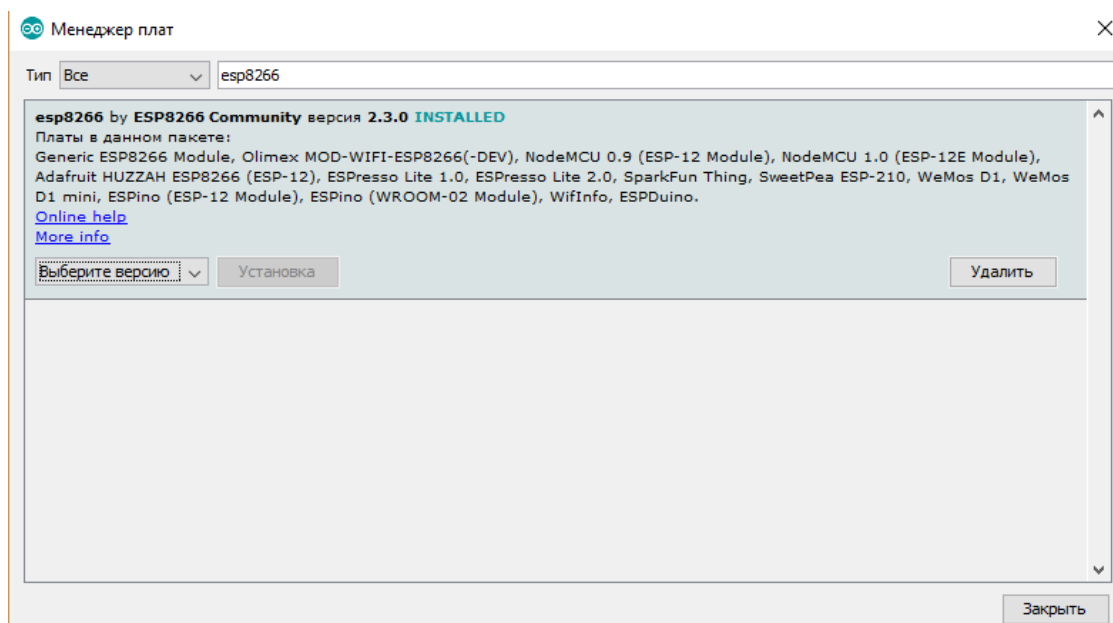 Менеджер плат
Тип Все esp8266
esp8266 by ESP8266 Community версия 2.3.0 INSTALLED
Платы в данном пакете:
Generic ESP8266 Module, Olimex MOD-WIFI-ESP8266(-DEV), NodeMCU 0.9 (ESP-12 Module), NodeMCU 1.0 (ESP-12E Module),
Adafruit HUZZAH ESP8266 (ESP-12), ESPresso Lite 1.0, ESPresso Lite 2.0, SparkFun Thing, SweetPea ESP-210, WeMos D1, WeMos
D1 mini, ESPino (ESP-12 Module), ESPino (WROOM-02 Module), WifInfo, ESPDuino.
Online help
More info
Выберите версию Установка Удалить
Закрыть